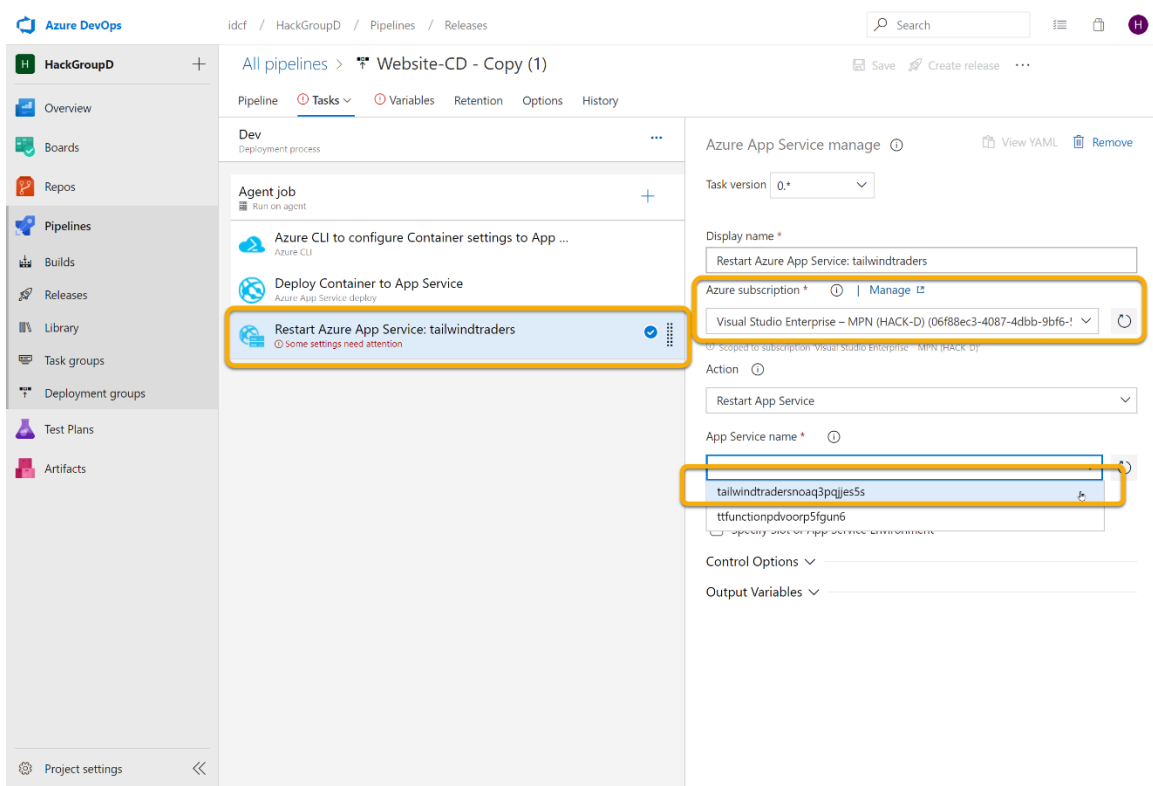 Azure DevOps
idcf / HackGroupD / Pipelines / Releases
Search
H
H HackGroupD
All pipelines > Website-CD - Copy (1)
Save Create release ...
Overview
Boards
Repos
Pipelines
Builds
Releases
Library
Task groups
Deployment groups
Test Plans
Artifacts
Project settings
Pipeline Tasks Variables Retention Options History
Dev
Deployment process
Agent job
Run on agent
Azure CLI to configure Container settings to App ...
Azure CLI
Deploy Container to App Service
Azure App Service deploy
Restart Azure App Service: tailwindtraders
Some settings need attention
Azure App Service manage
View YAML Remove
Task version 0.*
Display name *
Restart Azure App Service: tailwindtraders
Azure subscription * | Manage
Visual Studio Enterprise – MPN (HACK-D) (06f88ec3-4087-4dbb-9bf6-!
Scoped to subscription 'Visual Studio Enterprise – MPN (HACK-D)'
Action
Restart App Service
App Service name *
tailwindtradersnoaq3pqjjes5s
ttfunctionpdvoorp5fgun6
Specify Slot or App Service Environment
Control Options
Output Variables